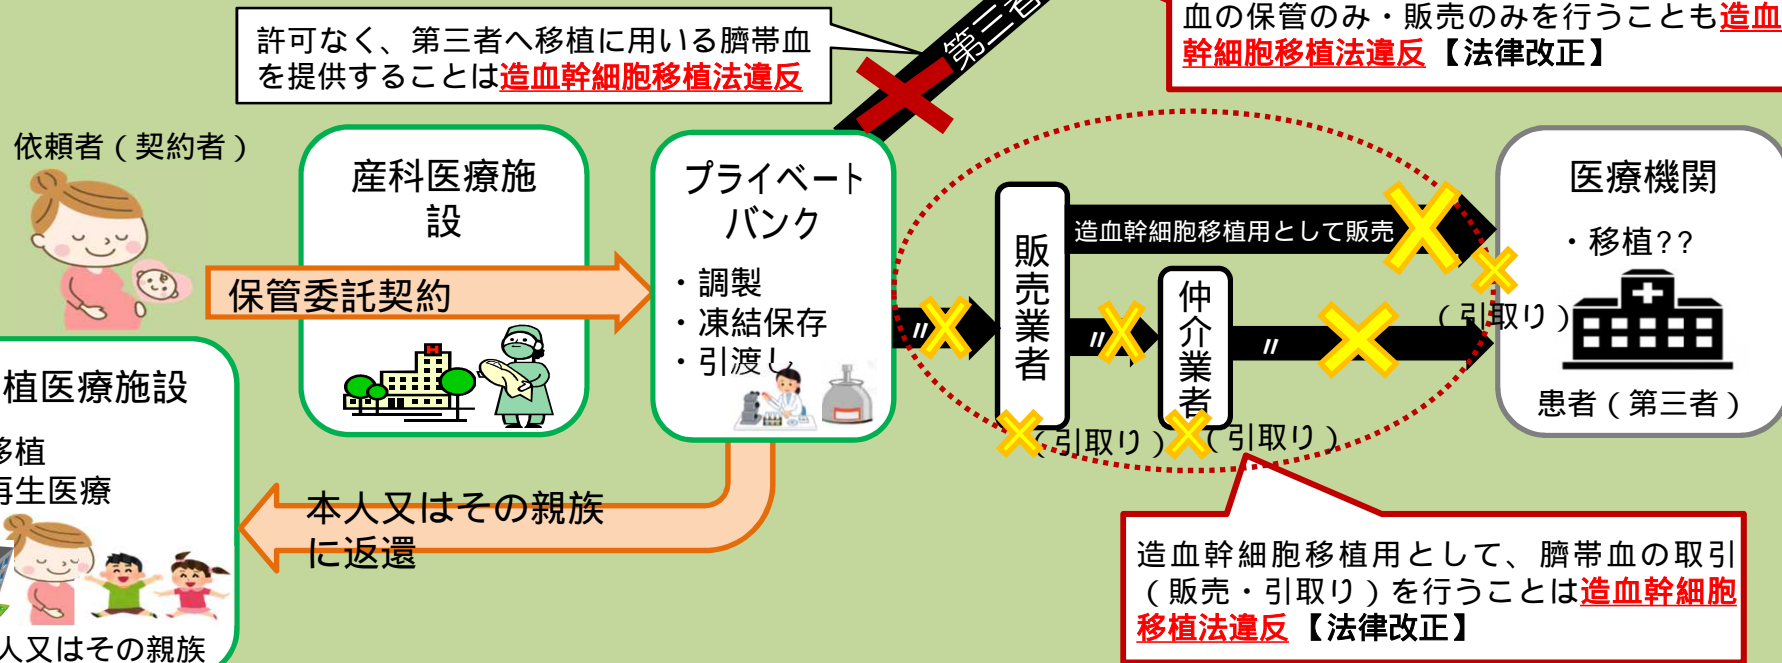 許可なく、第三者へ移植に用いる臍帯血
を提供することは造血幹細胞移植法違反
第三者
血の保管のみ・販売のみを行うことも造血
幹細胞移植法違反【法律改正】
依頼者（契約者）
産科医療施
設
プライベート
バンク
・調製
・凍結保存
・引渡し
保管委託契約
販売業者
造血幹細胞移植用として販売
仲介業者
〃
〃
〃
（引取り）
（引取り）
（引取り）
医療機関
・移植??
患者（第三者）
植医療施設
移植
再生医療
人又はその親族
本人又はその親族
に返還
造血幹細胞移植用として、臍帯血の取引
（販売・引取り）を行うことは造血幹細胞
移植法違反【法律改正】